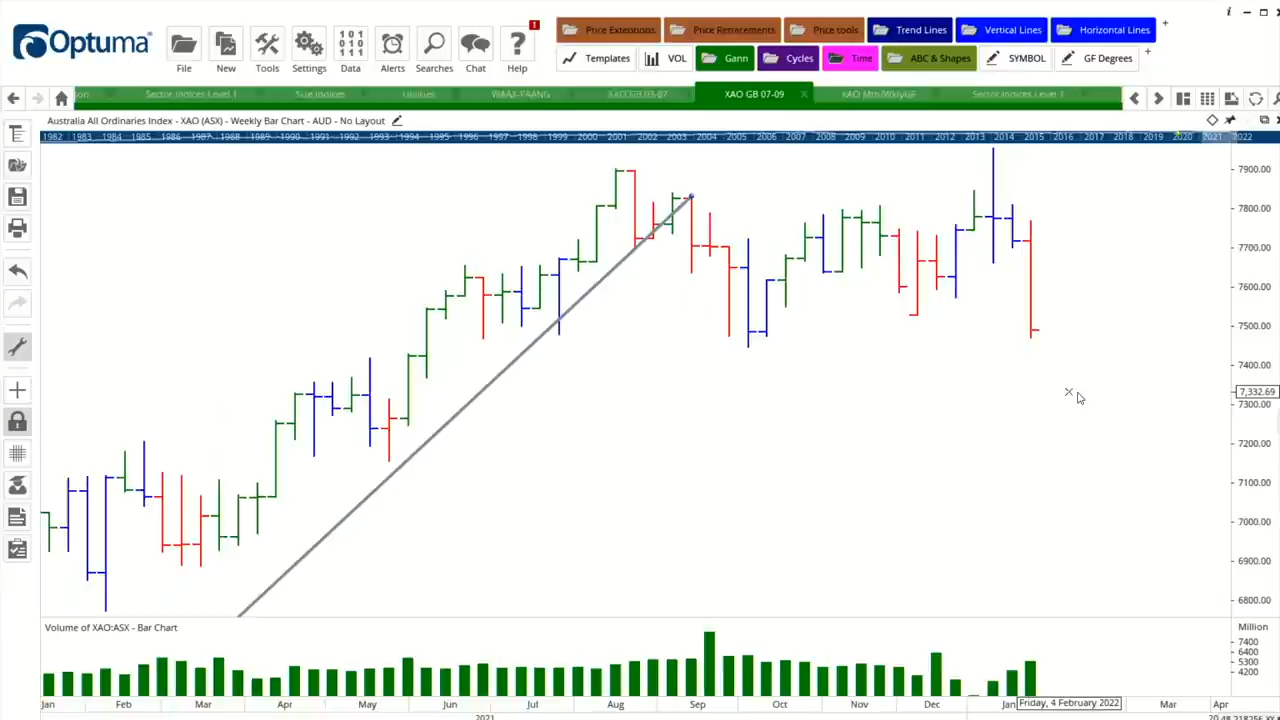 Optuma
File
New
Tools
Settings
Data
Alerts
Searches
Chat
Help
Price Extensions
Price Retracements
Price tools
Trend Lines
Vertical Lines
Horizontal Lines
Templates
VOL
Gann
Cycles
Time
ABC & Shapes
SYMBOL
GF Degrees
Sector Indices Level 1
Utilities
XAO GB 07-09
Sector Indices Level 1
Australia All Ordinaries Index - XAO (ASX) - Weekly Bar Chart - AUD - No Layout
1982 1983 1984 1985 1986 1987 1988 1989 1990 1991 1992 1993 1994 1995 1996 1997 1998 1999 2000 2001 2002 2003 2004 2005 2006 2007 2008 2009 2010 2011 2012 2013 2014 2015 2016 2017 2018 2019 2020 2021 2022
7900.00
7800.00
7700.00
7600.00
7500.00
7400.00
7,332.69
7300.00
7200.00
7100.00
7000.00
6900.00
6800.00
Volume of XAO:ASX - Bar Chart
Million
7400
6400
5300
4200
Jan Feb Mar Apr May Jun Jul Aug Sep Oct Nov Dec Jan Friday, 4 February 2022 Mar Apr
2021